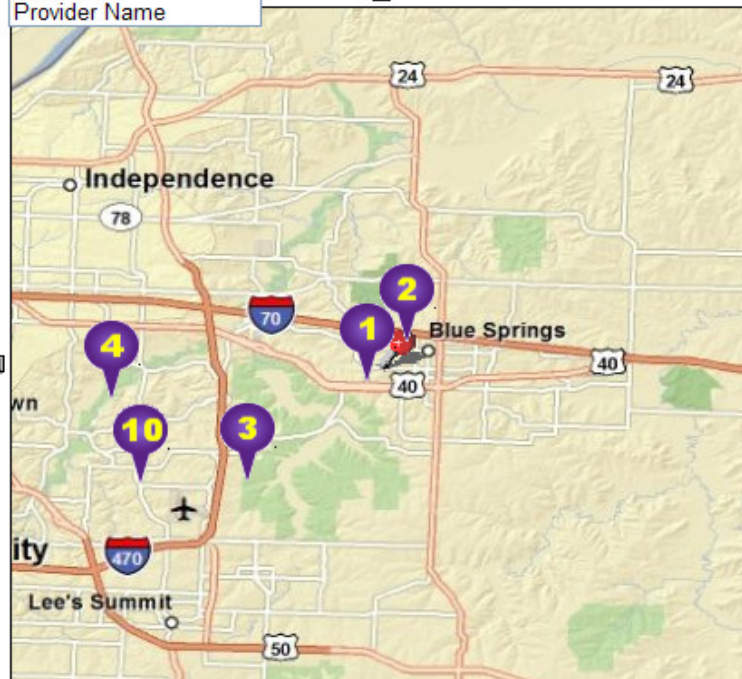 Provider Name
24
24
Independence
78
70
2
1
Blue Springs
4
40
40
wn
10
3
ity
470
Lee's Summit
50